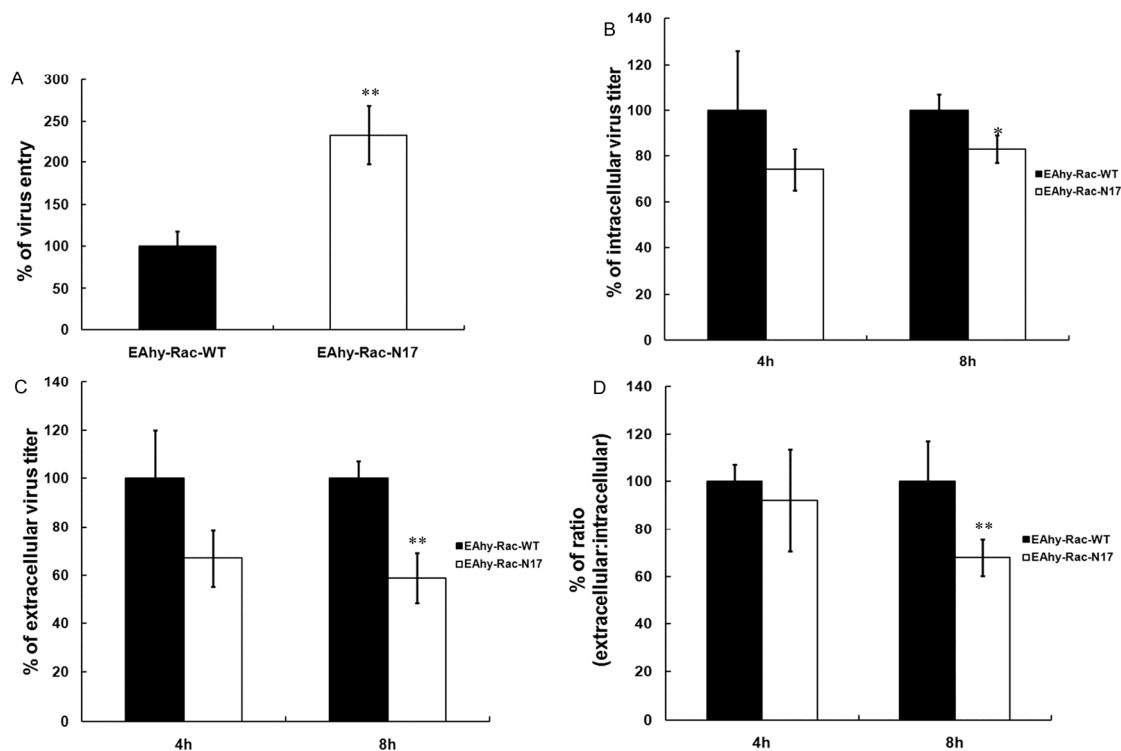 A
% of virus entry
300
250
200
150
100
50
0
**
EAhy-Rac-WT
EAhy-Rac-N17
B
% of intracellular virus titer
140
120
100
80
60
40
20
0
*
4h
8h
EAhy-Rac-WT
EAhy-Rac-N17
C
% of extracellular virus titer
140
120
100
80
60
40
20
0
**
4h
8h
EAhy-Rac-WT
EAhy-Rac-N17
D
% of ratio
(extracellular:intracellular)
140
120
100
80
60
40
20
0
**
4h
8h
EAhy-Rac-WT
EAhy-Rac-N17